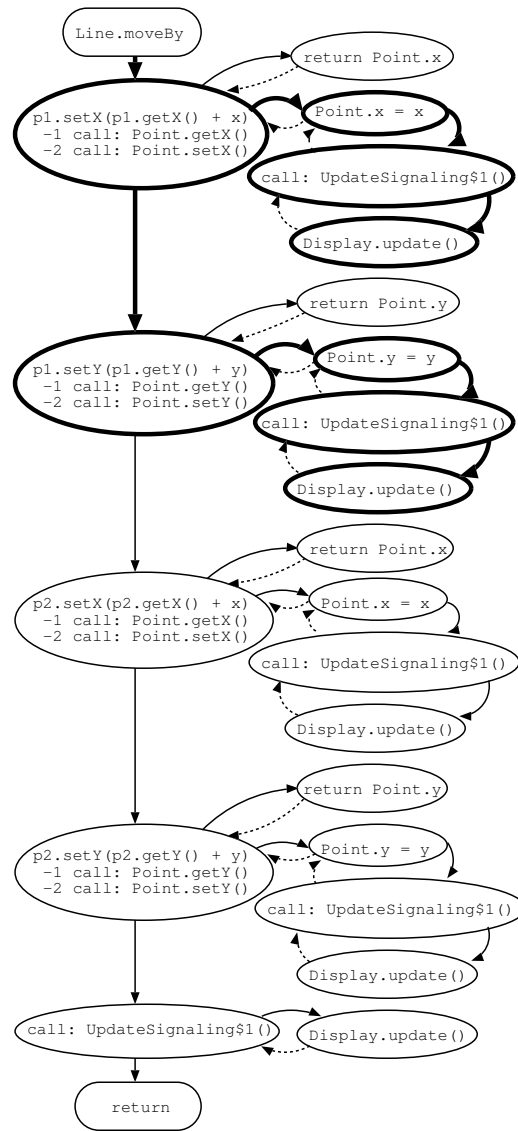 Line.moveBy
return Point.x
p1.setX(p1.getX() + x)
-1 call: Point.getX()
-2 call: Point.setX()
Point.x = x
call: UpdateSignaling$1()
Display.update()
return Point.y
p1.setY(p1.getY() + y)
-1 call: Point.getY()
-2 call: Point.setY()
Point.y = y
call: UpdateSignaling$1()
Display.update()
return Point.x
p2.setX(p2.getX() + x)
-1 call: Point.getX()
-2 call: Point.setX()
Point.x = x
call: UpdateSignaling$1()
Display.update()
return Point.y
p2.setY(p2.getY() + y)
-1 call: Point.getY()
-2 call: Point.setY()
Point.y = y
call: UpdateSignaling$1()
Display.update()
call: UpdateSignaling$1()
Display.update()
return